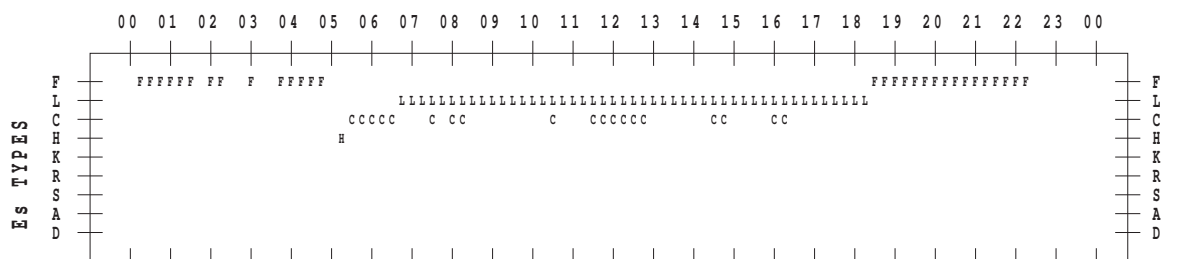 00 01 02 03 04 05 06 07 08 09 10 11 12 13 14 15 16 17 18 19 20 21 22 23 00
F FFFFFF FF F FFFFF FFFFFFFFFFFFFFFF F
L LLLLLLLLLLLLLLLLLLLLLLLLLLLLLLLLLLLLLLLLLLLLLLL L
C CCCCC C CC C CCCCCC CC CC C
H H H
K K
R R
S S
A A
D D
Es TYPES